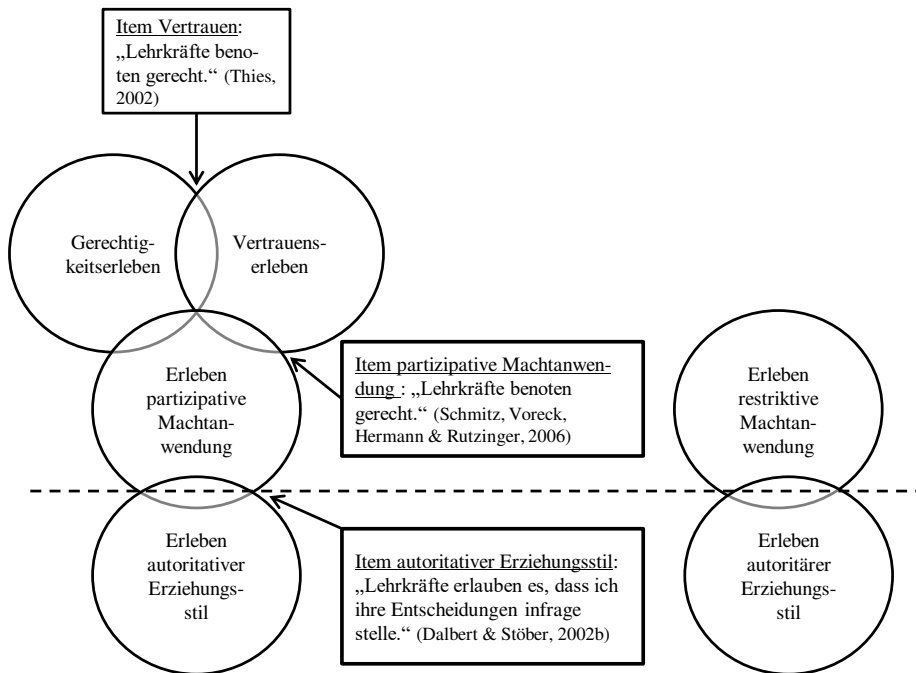 Item Vertrauen:
„Lehrkräfte beno-
ten gerecht.“ (Thies,
2002)
Gerechtig-
keitserleben
Vertrauens-
erleben
Erleben
partizipative
Machtan-
wendung
Item partizipative Machtanwen-
dung : „Lehrkräfte benoten
gerecht.“ (Schmitz, Voreck,
Hermann & Rutzinger, 2006)
Erleben
restriktive
Machtan-
wendung
Erleben
autoritativer
Erziehungs-
stil
Item autoritativer Erziehungsstil:
„Lehrkräfte erlauben es, dass ich
ihre Entscheidungen infrage
stelle.“ (Dalbert & Stöber, 2002b)
Erleben
autoritärer
Erziehungs-
stil